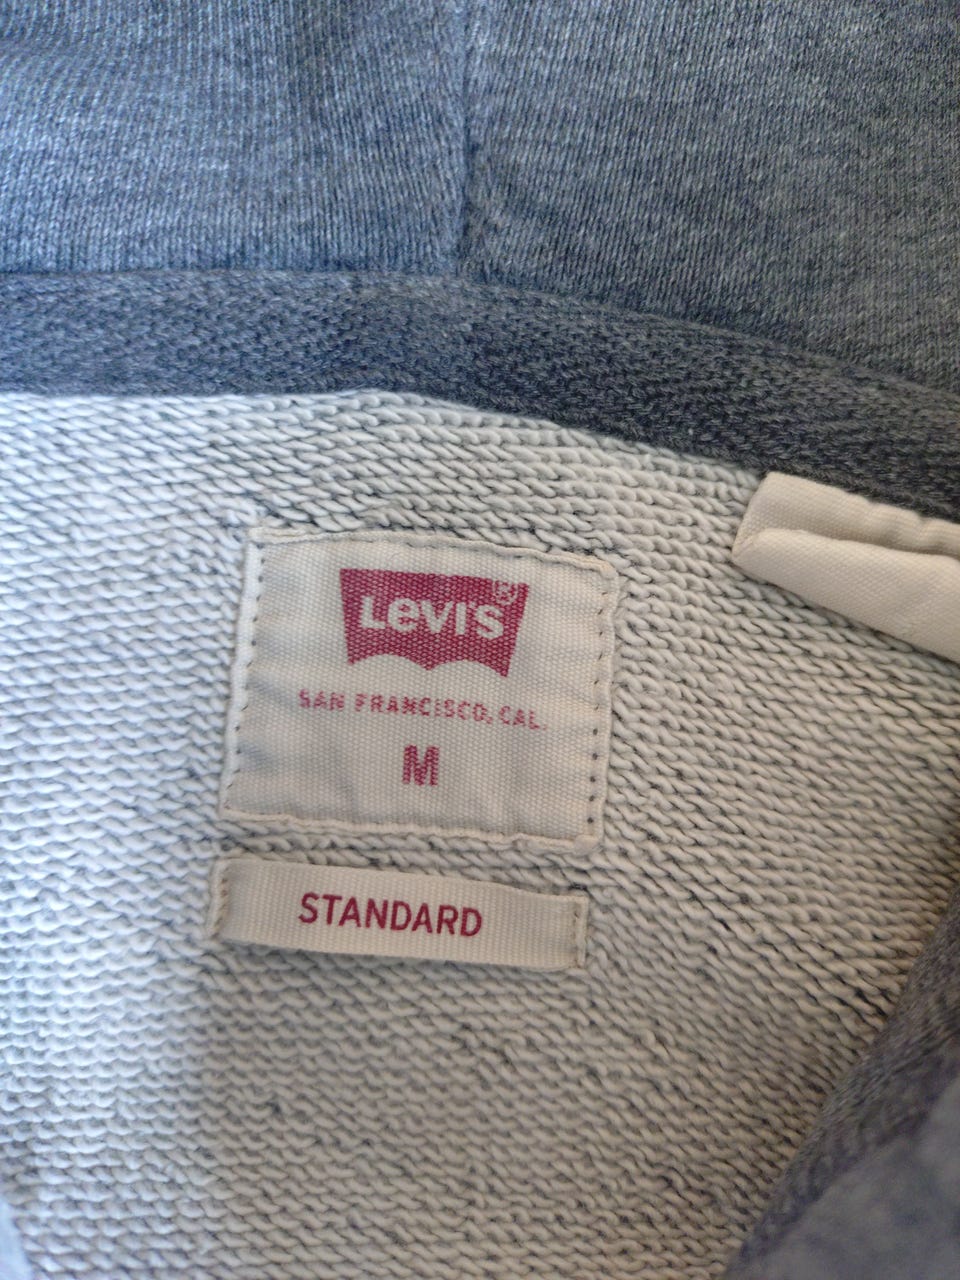 Levi's®
SAN FRANCISCO, CAL.
M
STANDARD